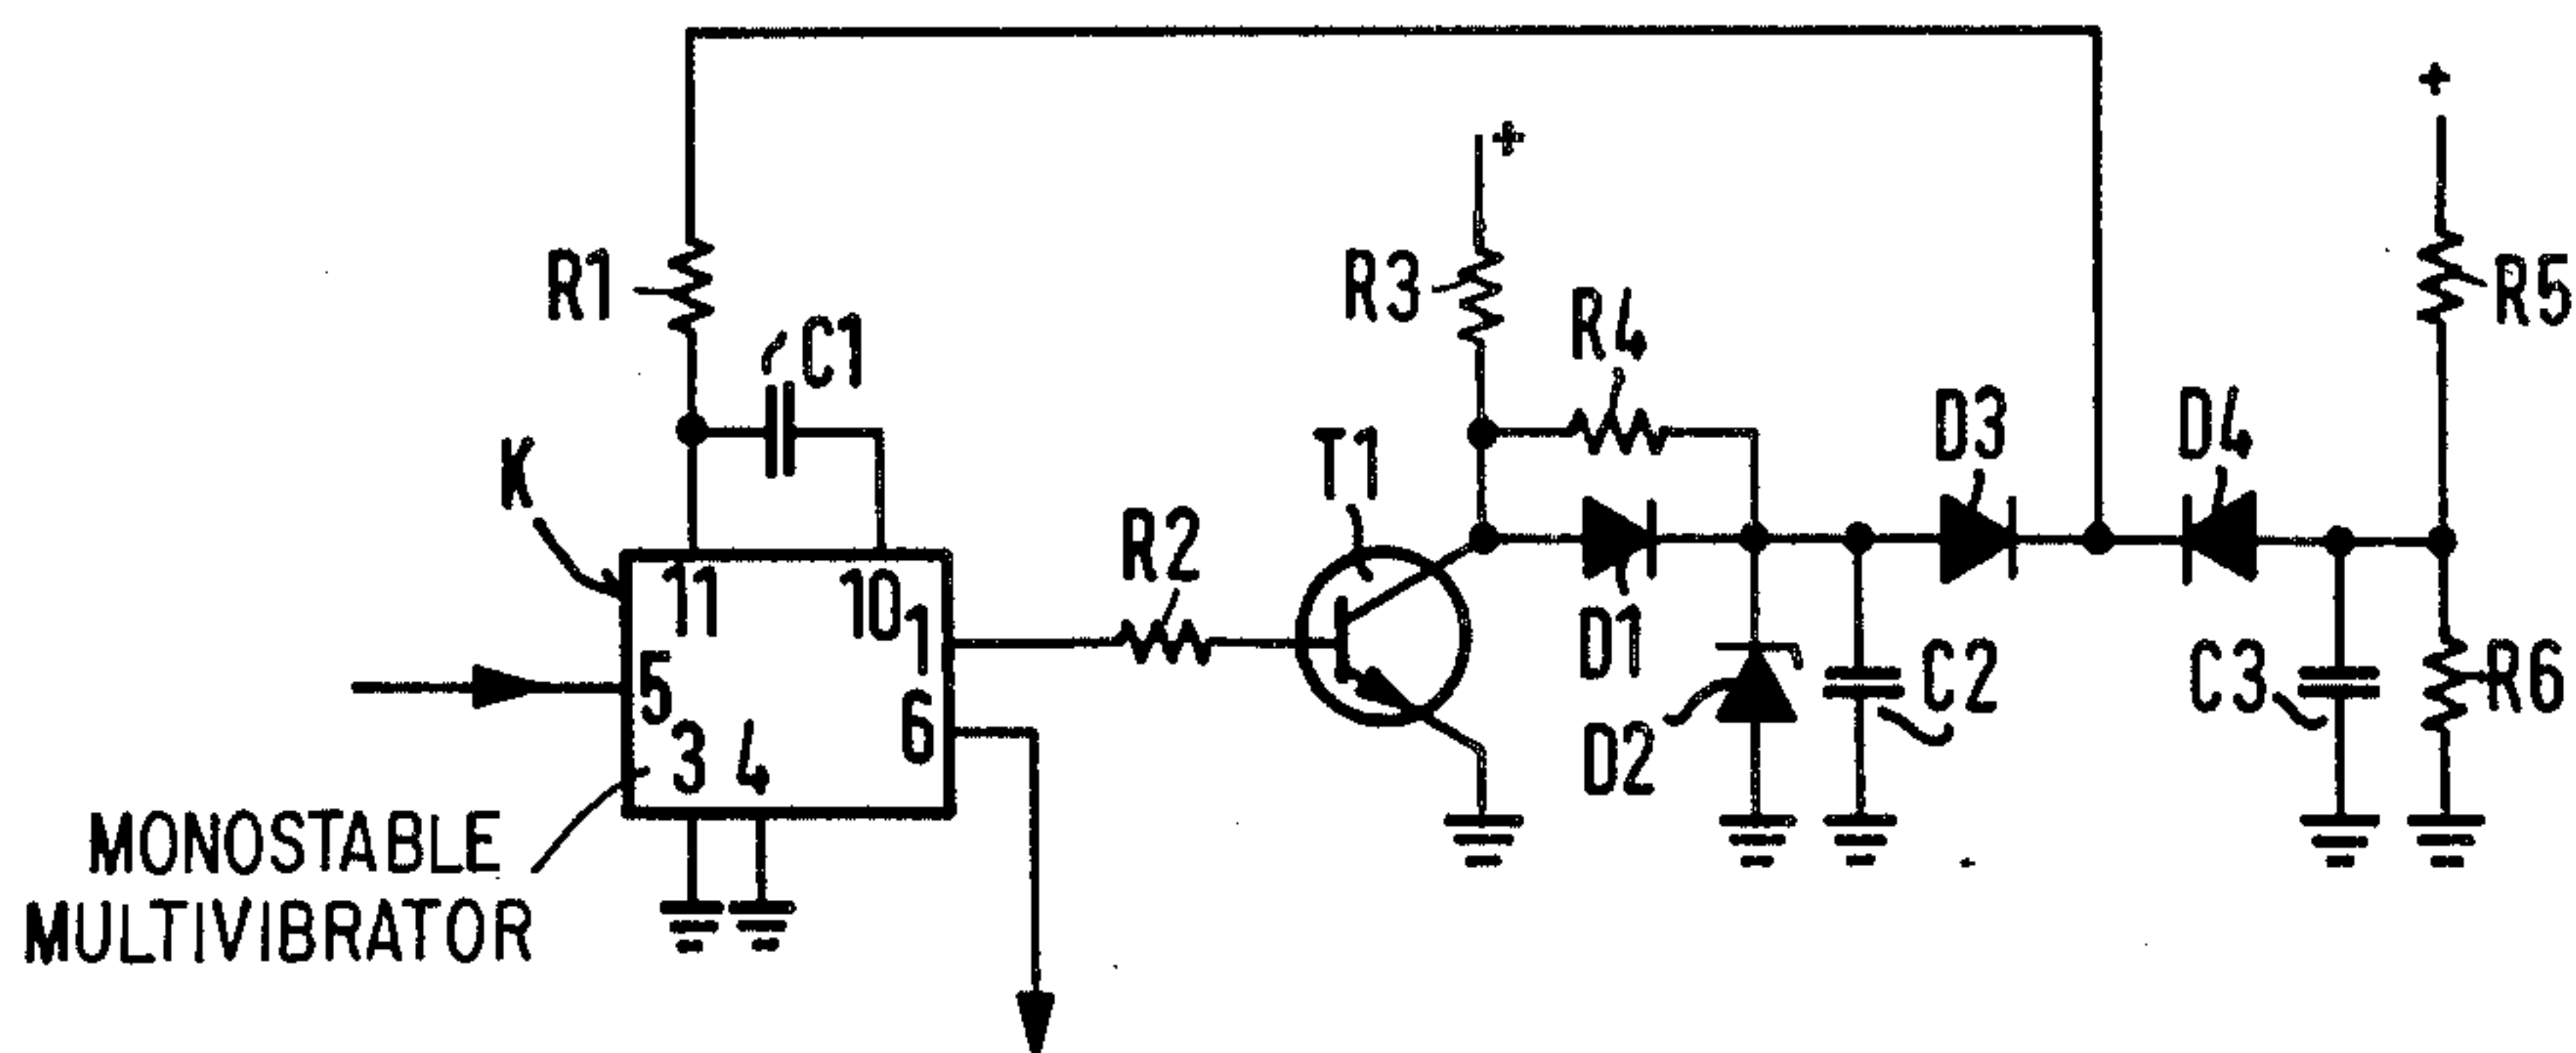 +
+
R1
R3
R5
R4
C1
D3
D4
K
T1
R2
11
10
1
D1
5
C2
C3
R6
6
3
4
D2
MONOSTABLE
MULTIVIBRATOR